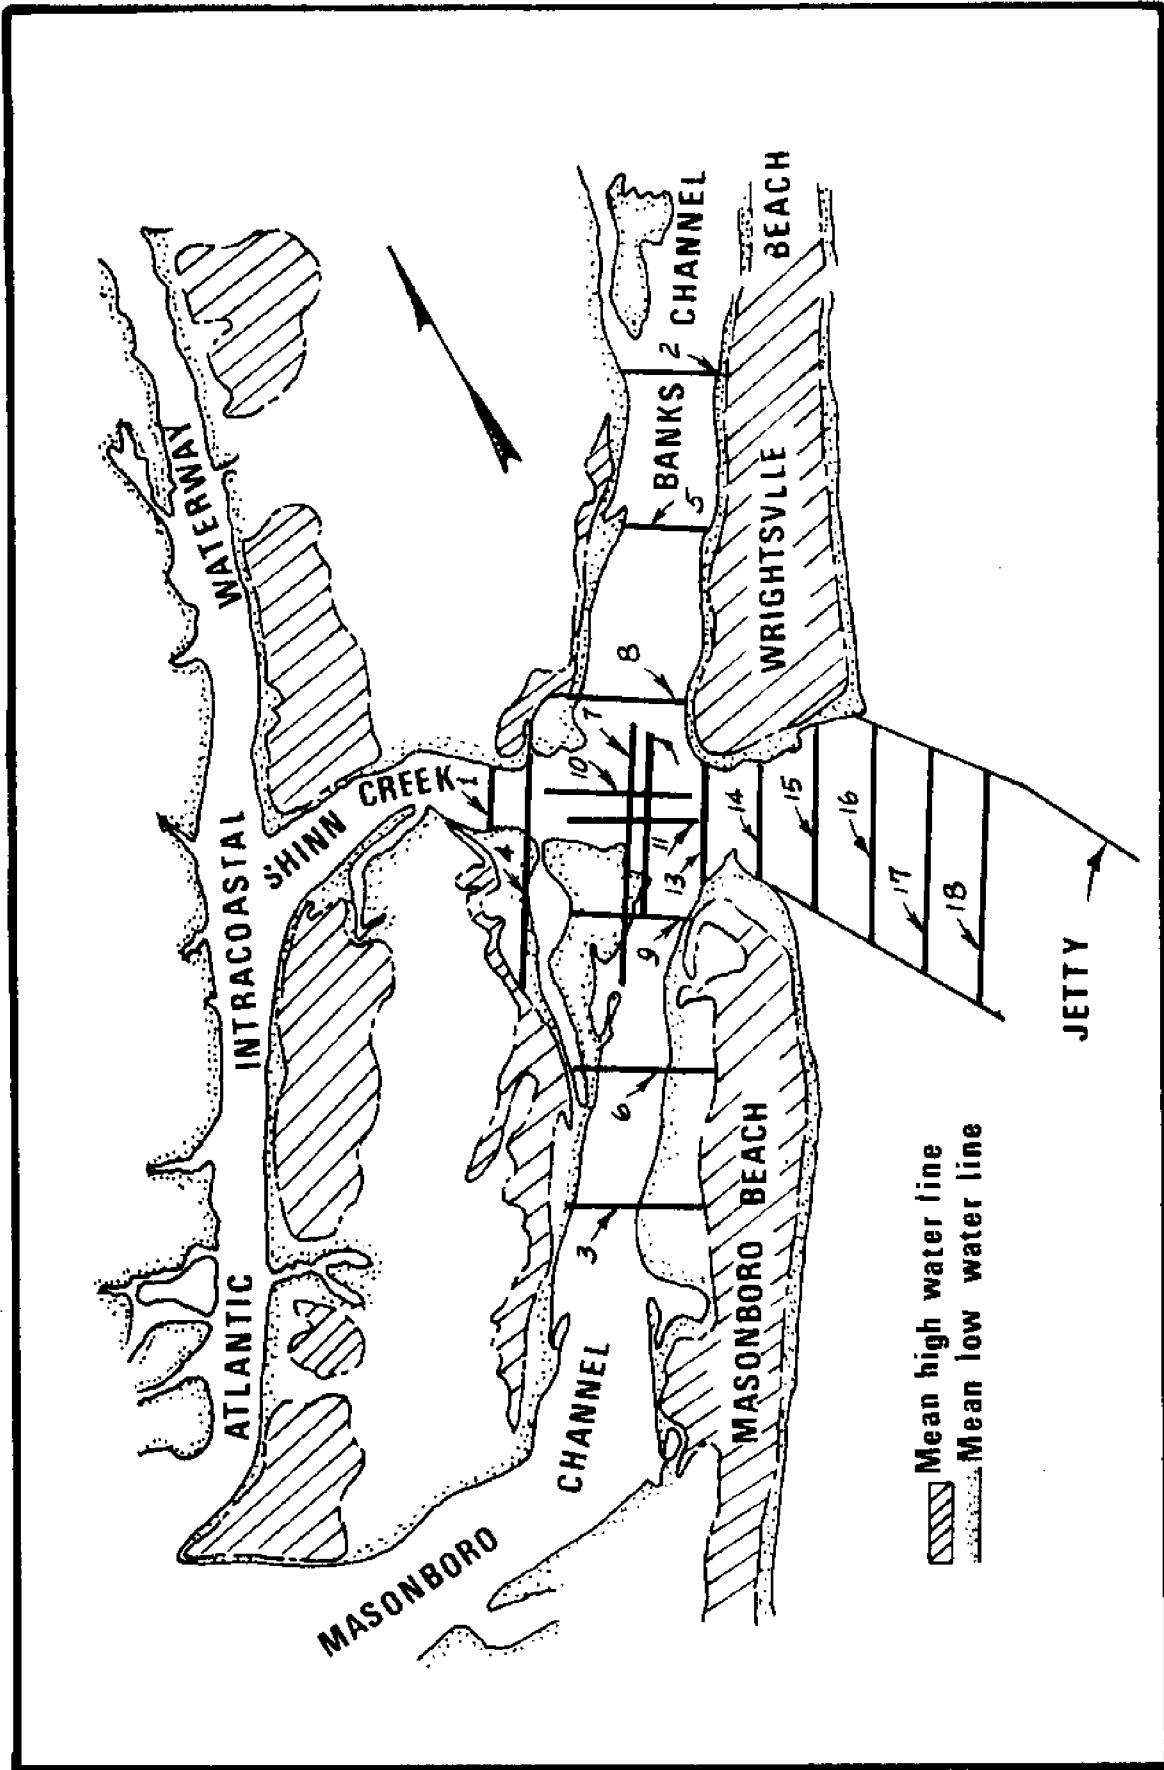 ATLANTIC INTRACOASTAL WATERWAY
SHINN CREEK
MASONBORO CHANNEL
BANKS CHANNEL
MASONBORO BEACH
WRIGHTSVLLE BEACH
JETTY
1
2
3
4
5
6
7
8
9
10
11
13
14
15
16
17
18
Mean high water line
Mean low water line